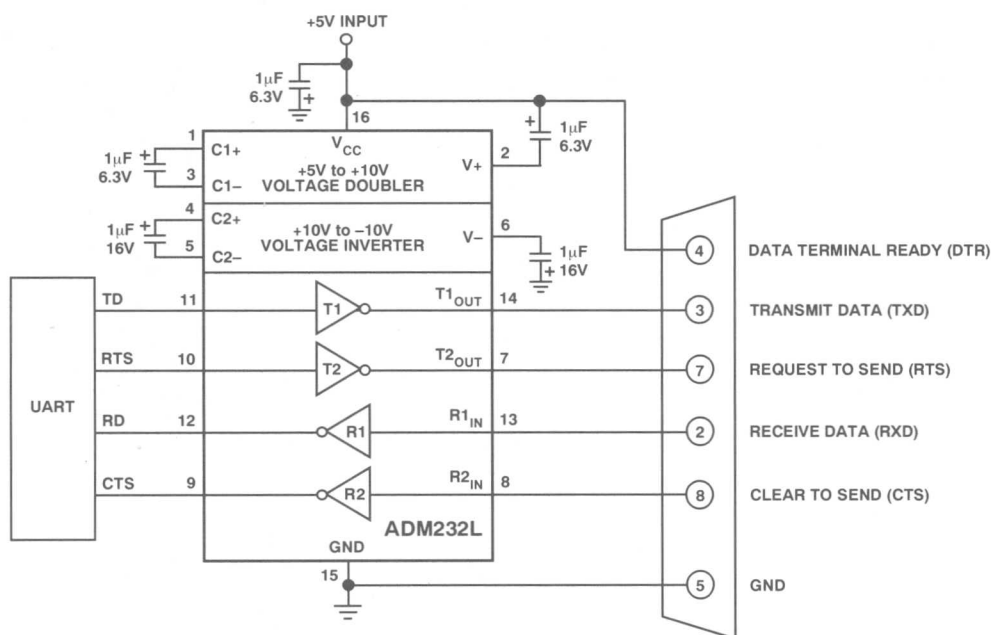 +5V INPUT
1μF
6.3V
+
16
+
1μF
6.3V
1
C1+
V CC
V+
2
1μF
6.3V
+
+5V to +10V
VOLTAGE DOUBLER
3
C1–
4
C2+
1μF
16V
+
+10V to –10V
VOLTAGE INVERTER
V–
6
5
C2–
1μF
16V
+
4
DATA TERMINAL READY (DTR)
UART
TD
11
T1
T1OUT
14
3
TRANSMIT DATA (TXD)
RTS
10
T2
T2OUT
7
7
REQUEST TO SEND (RTS)
RD
12
R1
R1IN
13
2
RECEIVE DATA (RXD)
CTS
9
R2
R2IN
8
8
CLEAR TO SEND (CTS)
ADM232L
GND
15
5
GND